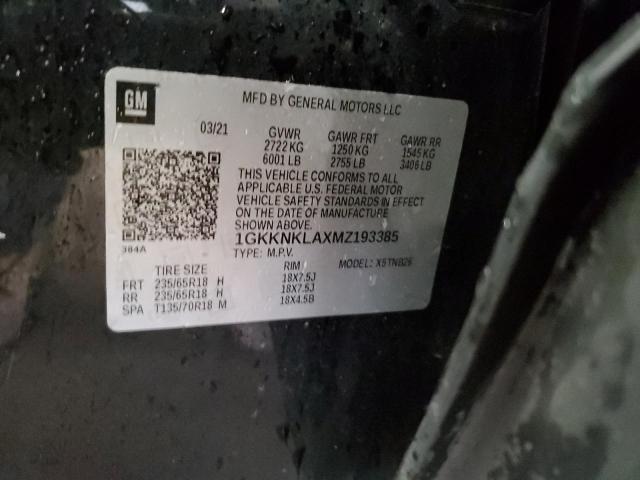 GM
MFD BY GENERAL MOTORS LLC
03/21 GVWR GAWR FRT GAWR RR
2722 KG 1250 KG 1545 KG
6001 LB 2755 LB 3406 LB
THIS VEHICLE CONFORMS TO ALL
APPLICABLE U.S. FEDERAL MOTOR
VEHICLE SAFETY STANDARDS IN EFFECT
ON THE DATE OF MANUFACTURE
SHOWN ABOVE.
384A
1GKKNKLAXMZ193385
TYPE: M.P.V. MODEL: X5TNB26
TIRE SIZE RIM
FRT 235/65R18 H 18X7.5J
RR 235/65R18 H 18X7.5J
SPA T135/70R18 M 18X4.5B